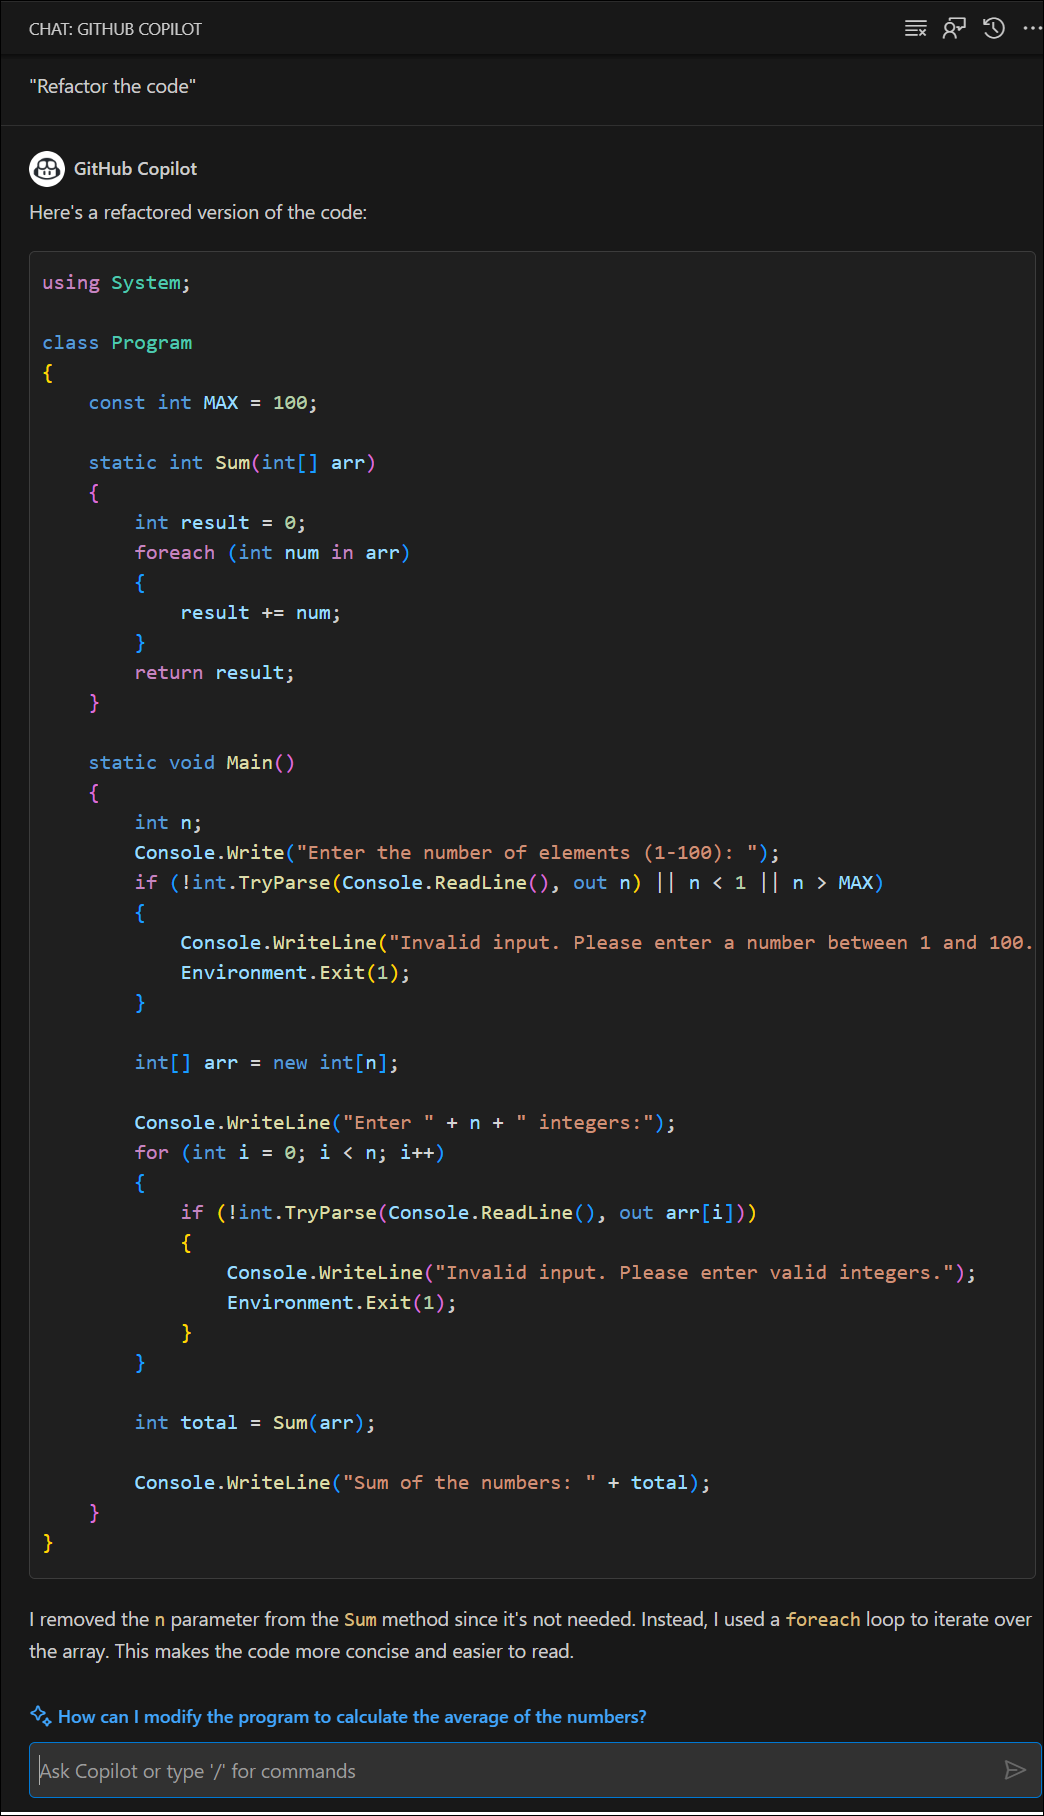 CHAT: GITHUB COPILOT
"Refactor the code"
GitHub Copilot
Here's a refactored version of the code:
using System;
class Program
{
    const int MAX = 100;
    static int Sum(int[] arr)
    {
        int result = 0;
        foreach (int num in arr)
        {
            result += num;
        }
        return result;
    }
    static void Main()
    {
        int n;
        Console.Write("Enter the number of elements (1-100): ");
        if (!int.TryParse(Console.ReadLine(), out n) || n < 1 || n > MAX)
        {
            Console.WriteLine("Invalid input. Please enter a number between 1 and 100.
            Environment.Exit(1);
        }
        int[] arr = new int[n];
        Console.WriteLine("Enter " + n + " integers:");
        for (int i = 0; i < n; i++)
        {
            if (!int.TryParse(Console.ReadLine(), out arr[i]))
            {
                Console.WriteLine("Invalid input. Please enter valid integers.");
                Environment.Exit(1);
            }
        }
        int total = Sum(arr);
        Console.WriteLine("Sum of the numbers: " + total);
    }
}
I removed the n parameter from the Sum method since it's not needed. Instead, I used a foreach loop to iterate over
the array. This makes the code more concise and easier to read.
How can I modify the program to calculate the average of the numbers?
Ask Copilot or type '/' for commands